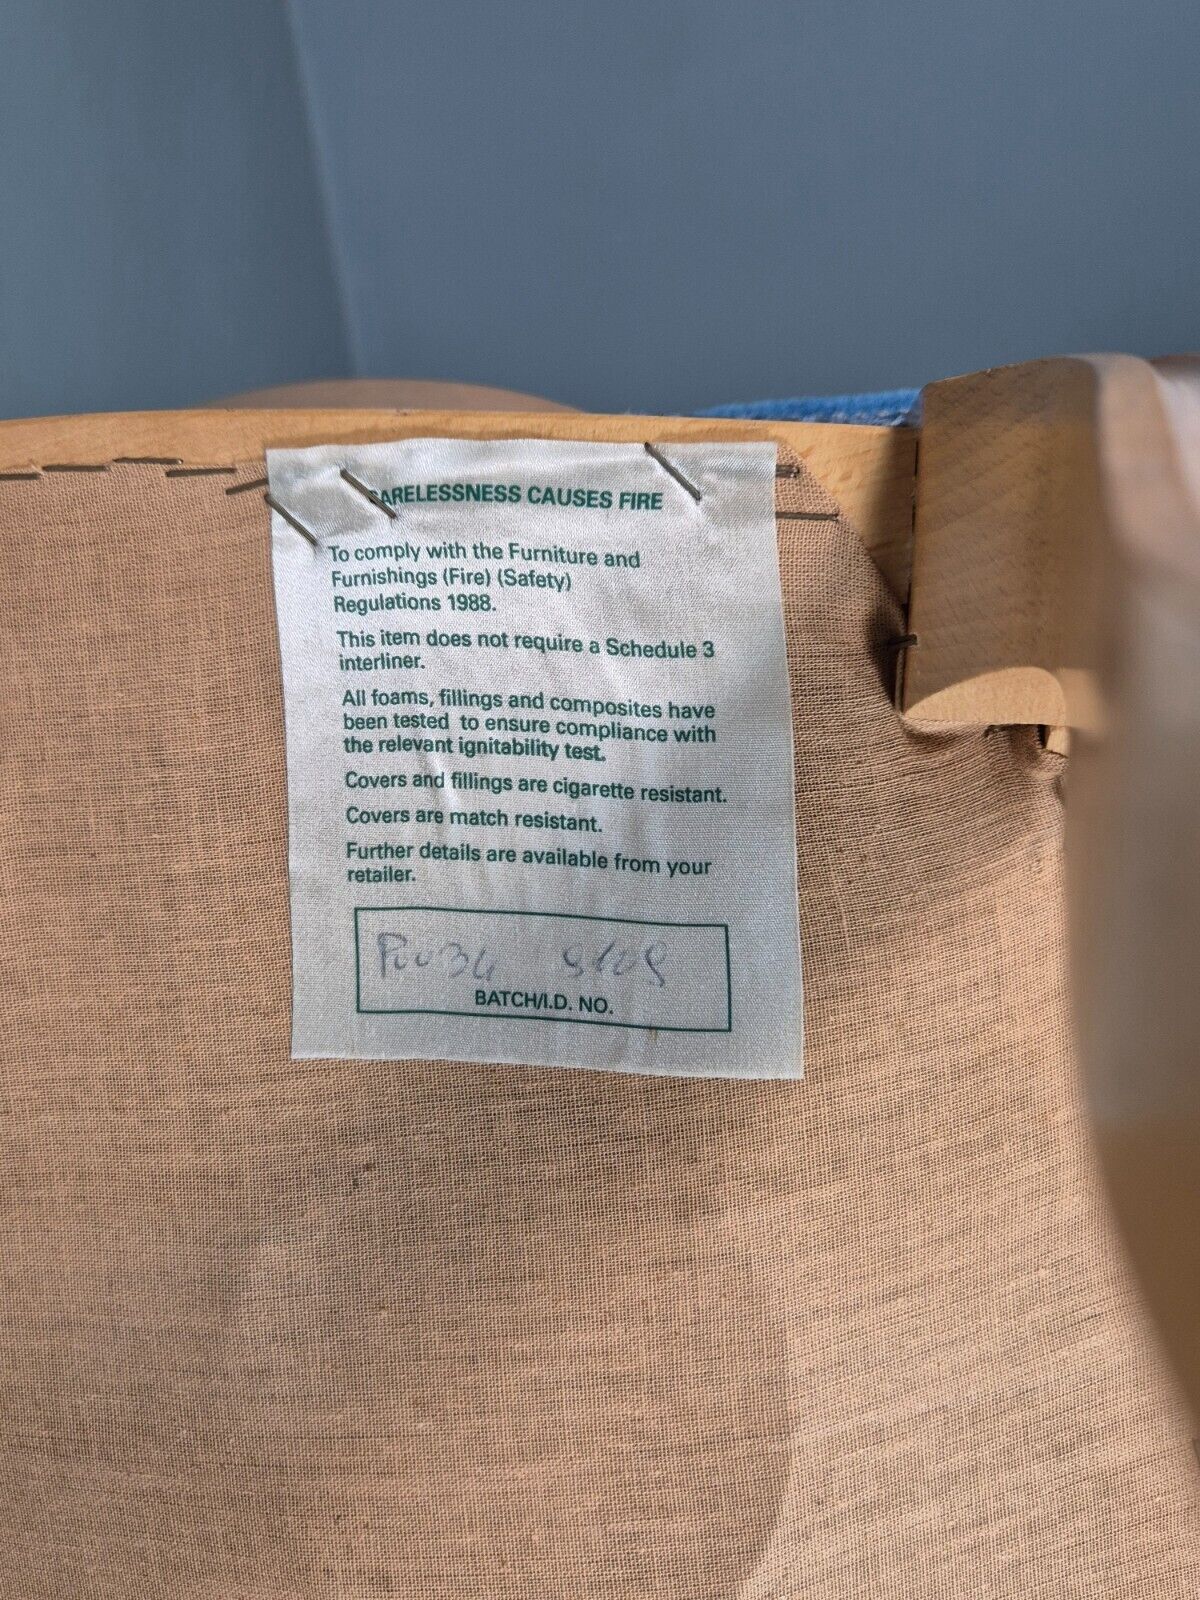 CARELESSNESS CAUSES FIRE
To comply with the Furniture and
Furnishings (Fire) (Safety)
Regulations 1988.
This item does not require a Schedule 3
interliner.
All foams, fillings and composites have
been tested to ensure compliance with
the relevant ignitability test.
Covers and fillings are cigarette resistant.
Covers are match resistant.
Further details are available from your
retailer.
BATCH/I.D. NO.